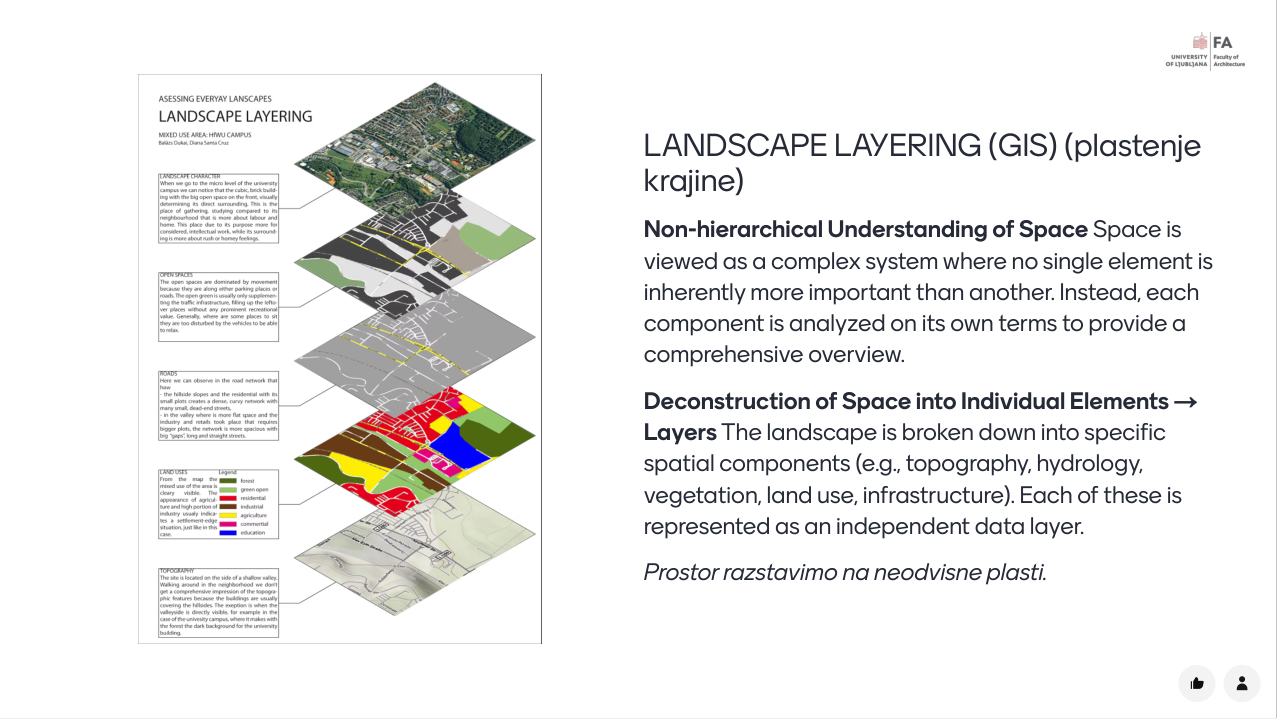 UNIVERSITY
OF LJUBLJANA
FA
Faculty of
Architecture
ASESSING EVERYAY LANSCAPES
LANDSCAPE LAYERING
MIXED USE AREA: HfWU CAMPUS
Balázs Dukai, Diana Santa Cruz
LANDSCAPE CHARACTER
When we go to the micro level of the university
campus we can notice that the cubic, brick build-
ing with the big open space on the front, visually
determining its direct surrounding. This is the
place of gathering, studying compared to its
neighbourhood that is more about labour and
home. This place due to its purpose more for
considered, intellectual work, while its surround-
ing is more about rush or homey feelings.
OPEN SPACES
The open spaces are dominated by movement
because they are along either parking places or
roads. The open green is usually only supplemen-
ting the traffic infrastructure, filling up the lefto-
ver places without any prominent recreational
value. Generally, where are some places to sit
they are too disturbed by the vehicles to be able
to relax.
ROADS
Here we can observe in the road network that
how
- the hillside slopes and the residential with its
small plots creates a dense, curvy network with
many small, dead-end streets,
- in the valley where is more flat space and the
industry and retails took place that requires
bigger plots, the network is more spacious with
big "gaps", long and straight streets.
LAND USES
From the map the
mixed use of the area is
cleary visible. The
appearance of agricul-
ture and high portion of
industry usualy indica-
tes a settlement-edge
situation, just like in this
case.
Legend
forest
green open
residential
industrial
agriculture
commertial
education
TOPOGRAPHY
The site is located on the side of a shallow valley.
Walking around in the neighborhood we don't
get a comprehensive impression of the topogra-
phic features because the buildings are usually
covering the hillsides. The exeption is when the
valleyside is directly visible, for example in the
case of the univesity campus, where it makes with
the forest the dark background for the university
building.
LANDSCAPE LAYERING (GIS) (plastenje
krajine)
Non-hierarchical Understanding of Space Space is
viewed as a complex system where no single element is
inherently more important than another. Instead, each
component is analyzed on its own terms to provide a
comprehensive overview.
Deconstruction of Space into Individual Elements →
Layers The landscape is broken down into specific
spatial components (e.g., topography, hydrology,
vegetation, land use, infrastructure). Each of these is
represented as an independent data layer.
Prostor razstavimo na neodvisne plasti.